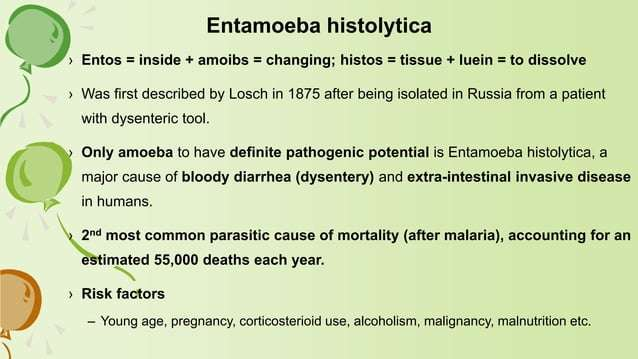 Entamoeba histolytica
› Entos = inside + amoibs = changing; histos = tissue + luein = to dissolve
› Was first described by Losch in 1875 after being isolated in Russia from a patient
with dysenteric tool.
› Only amoeba to have definite pathogenic potential is Entamoeba histolytica, a
major cause of bloody diarrhea (dysentery) and extra-intestinal invasive disease
in humans.
› 2nd most common parasitic cause of mortality (after malaria), accounting for an
estimated 55,000 deaths each year.
› Risk factors
– Young age, pregnancy, corticosterioid use, alcoholism, malignancy, malnutrition etc.